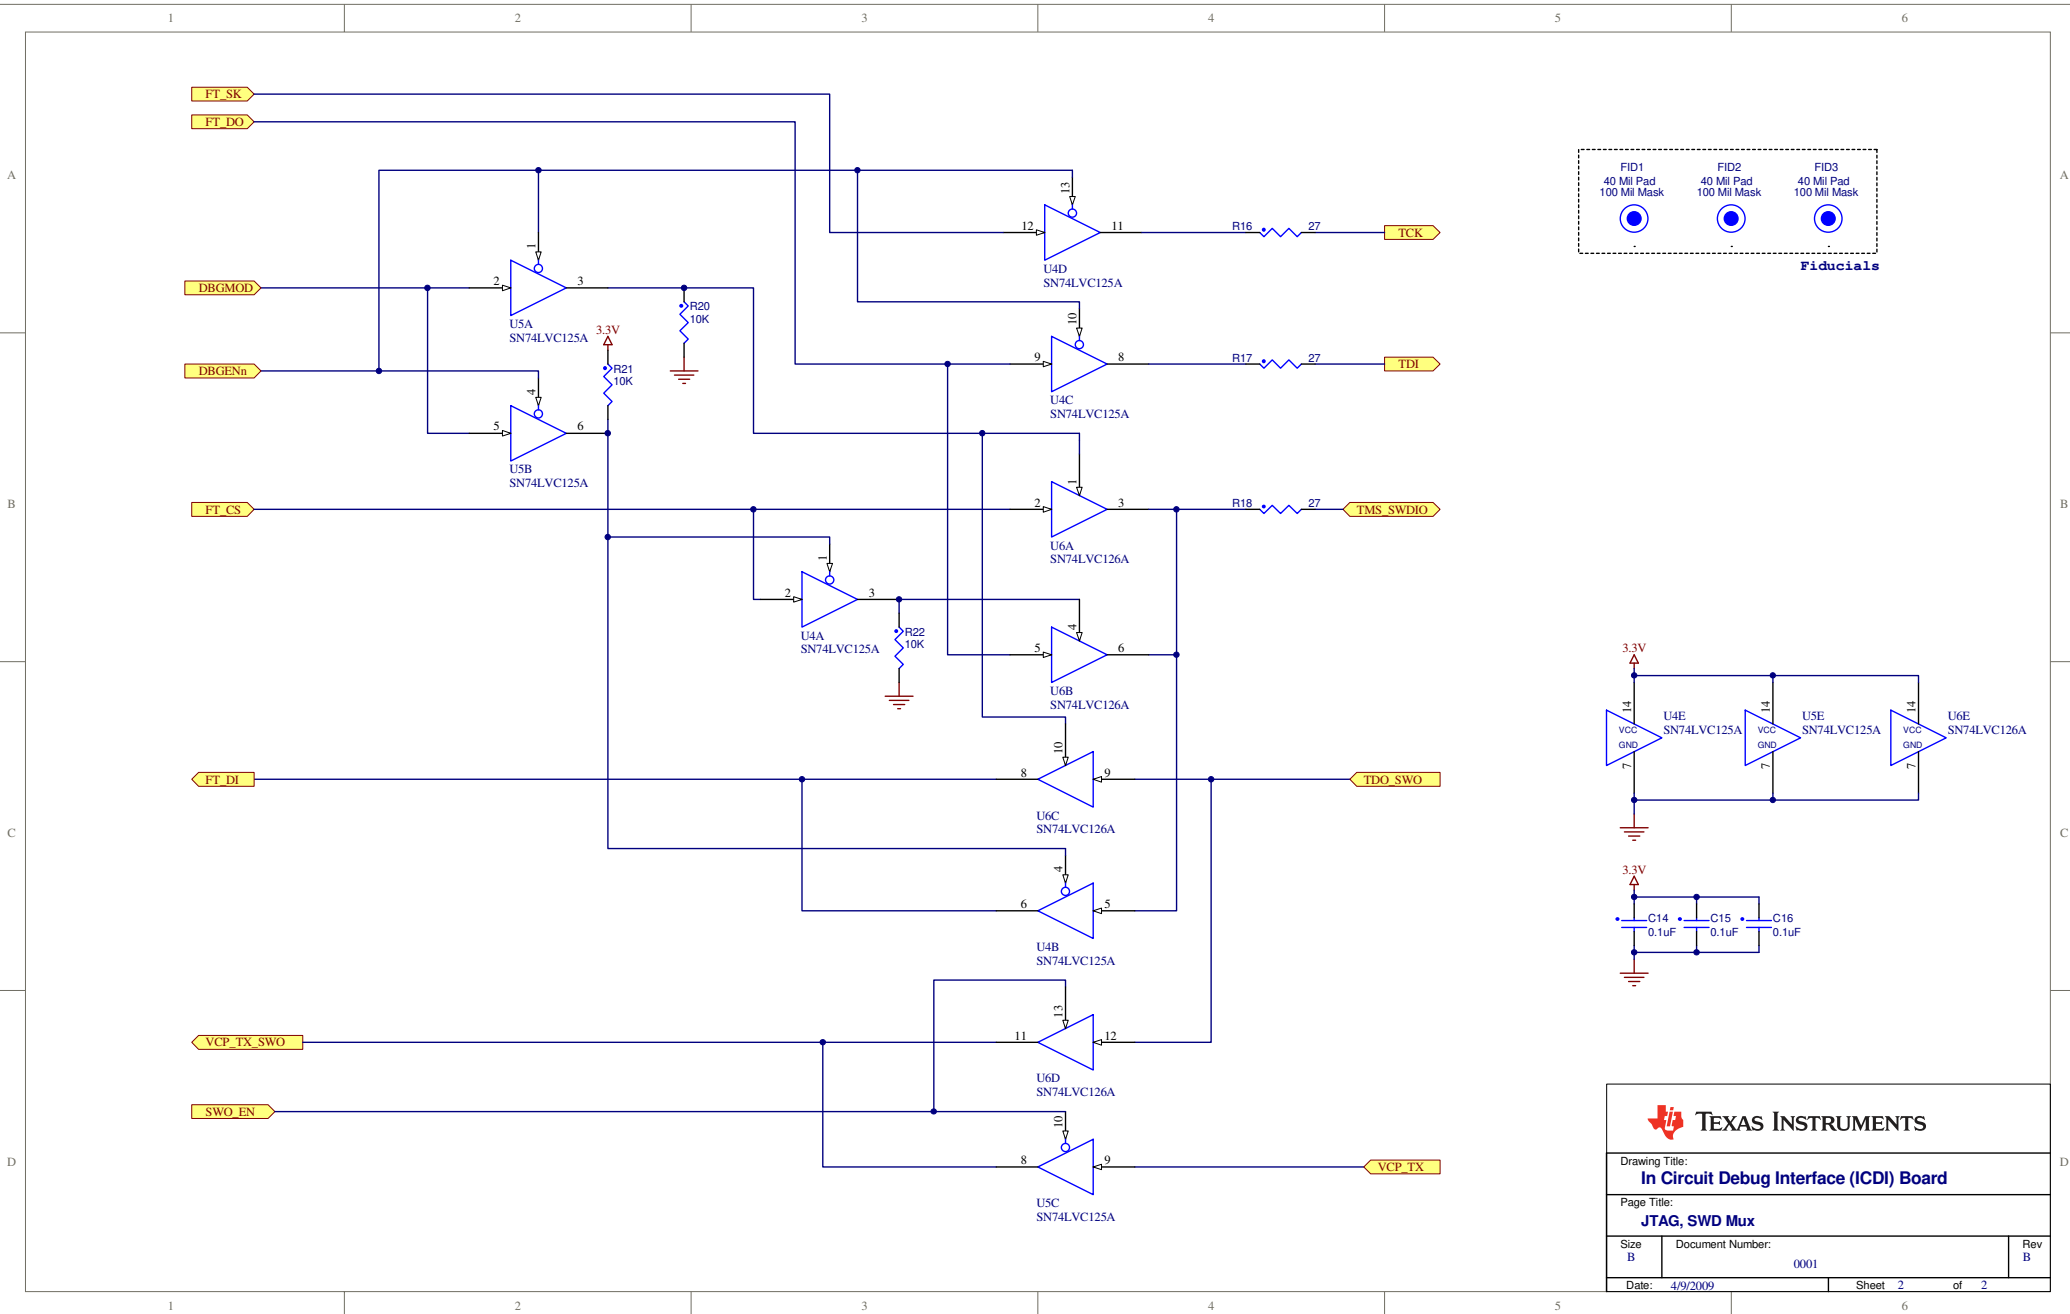 1 2 3 4 5 6
FT_SK
FT_DO
A
A
FID1 FID2 FID3
40 Mil Pad 40 Mil Pad 40 Mil Pad
100 Mil Mask 100 Mil Mask 100 Mil Mask
Fiducials
13
12 11
R16 27
TCK
U4D
SN74LVC125A
1
DBGMOD
2 3
U5A
SN74LVC125A
R20
10K
3.3V
R21
10K
10
9 8
R17 27
TDI
U4C
SN74LVC125A
DBGENn
4
5 6
U5B
SN74LVC125A
B
B
FT_CS
1
2 3
R18 27
TMS_SWDIO
U6A
SN74LVC126A
1
2 3
U4A
SN74LVC125A
R22
10K
4
5 6
U6B
SN74LVC126A
3.3V
14 14 14
U4E U5E U6E
SN74LVC125A SN74LVC125A SN74LVC126A
VCC VCC VCC
GND GND GND
7 7 7
FT_DI
10
8 9
TDO_SWO
U6C
SN74LVC126A
C
C
4
6 5
U4B
SN74LVC125A
3.3V
C14 C15 C16
0.1uF 0.1uF 0.1uF
VCP_TX_SWO
13
11 12
U6D
SN74LVC126A
SWO_EN
10
8 9
VCP_TX
U5C
SN74LVC125A
D
D
TEXAS INSTRUMENTS
Drawing Title:
In Circuit Debug Interface (ICDI) Board
Page Title:
JTAG, SWD Mux
Size Document Number: Rev
B 0001 B
Date: 4/9/2009 Sheet 2 of 2
1 2 3 4 5 6